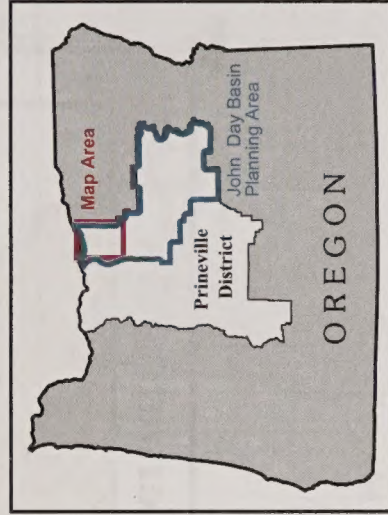 Map Area
John Day Basin
Planning Area
Prineville
District
OREGON